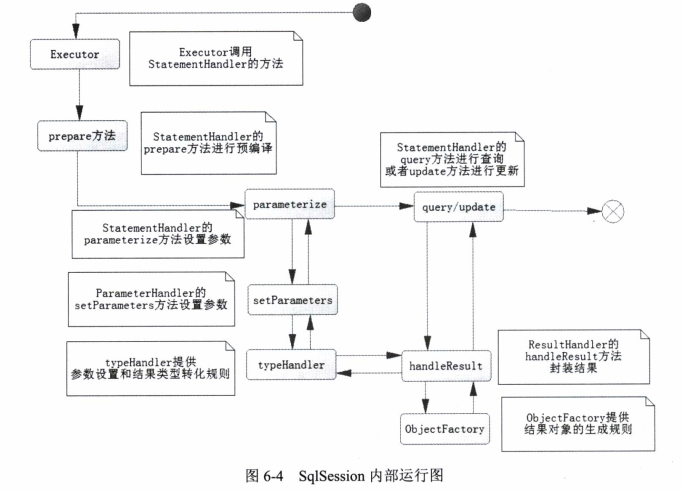 Executor
Executor调用
StatementHandler的方法
prepare方法
StatementHandler的
prepare方法进行预编译
StatementHandler的
query方法进行查询
或者update方法进行更新
parameterize
query/update
StatementHandler的
parameterize方法设置参数
ParameterHandler的
setParameters方法设置参数
setParameters
typeHandler提供
参数设置和结果类型转化规则
typeHandler
handleResult
ResultHandler的
handleResult方法
封装结果
ObjectFactory
ObjectFactory提供
结果对象的生成规则
图 6-4 SqlSession 内部运行图